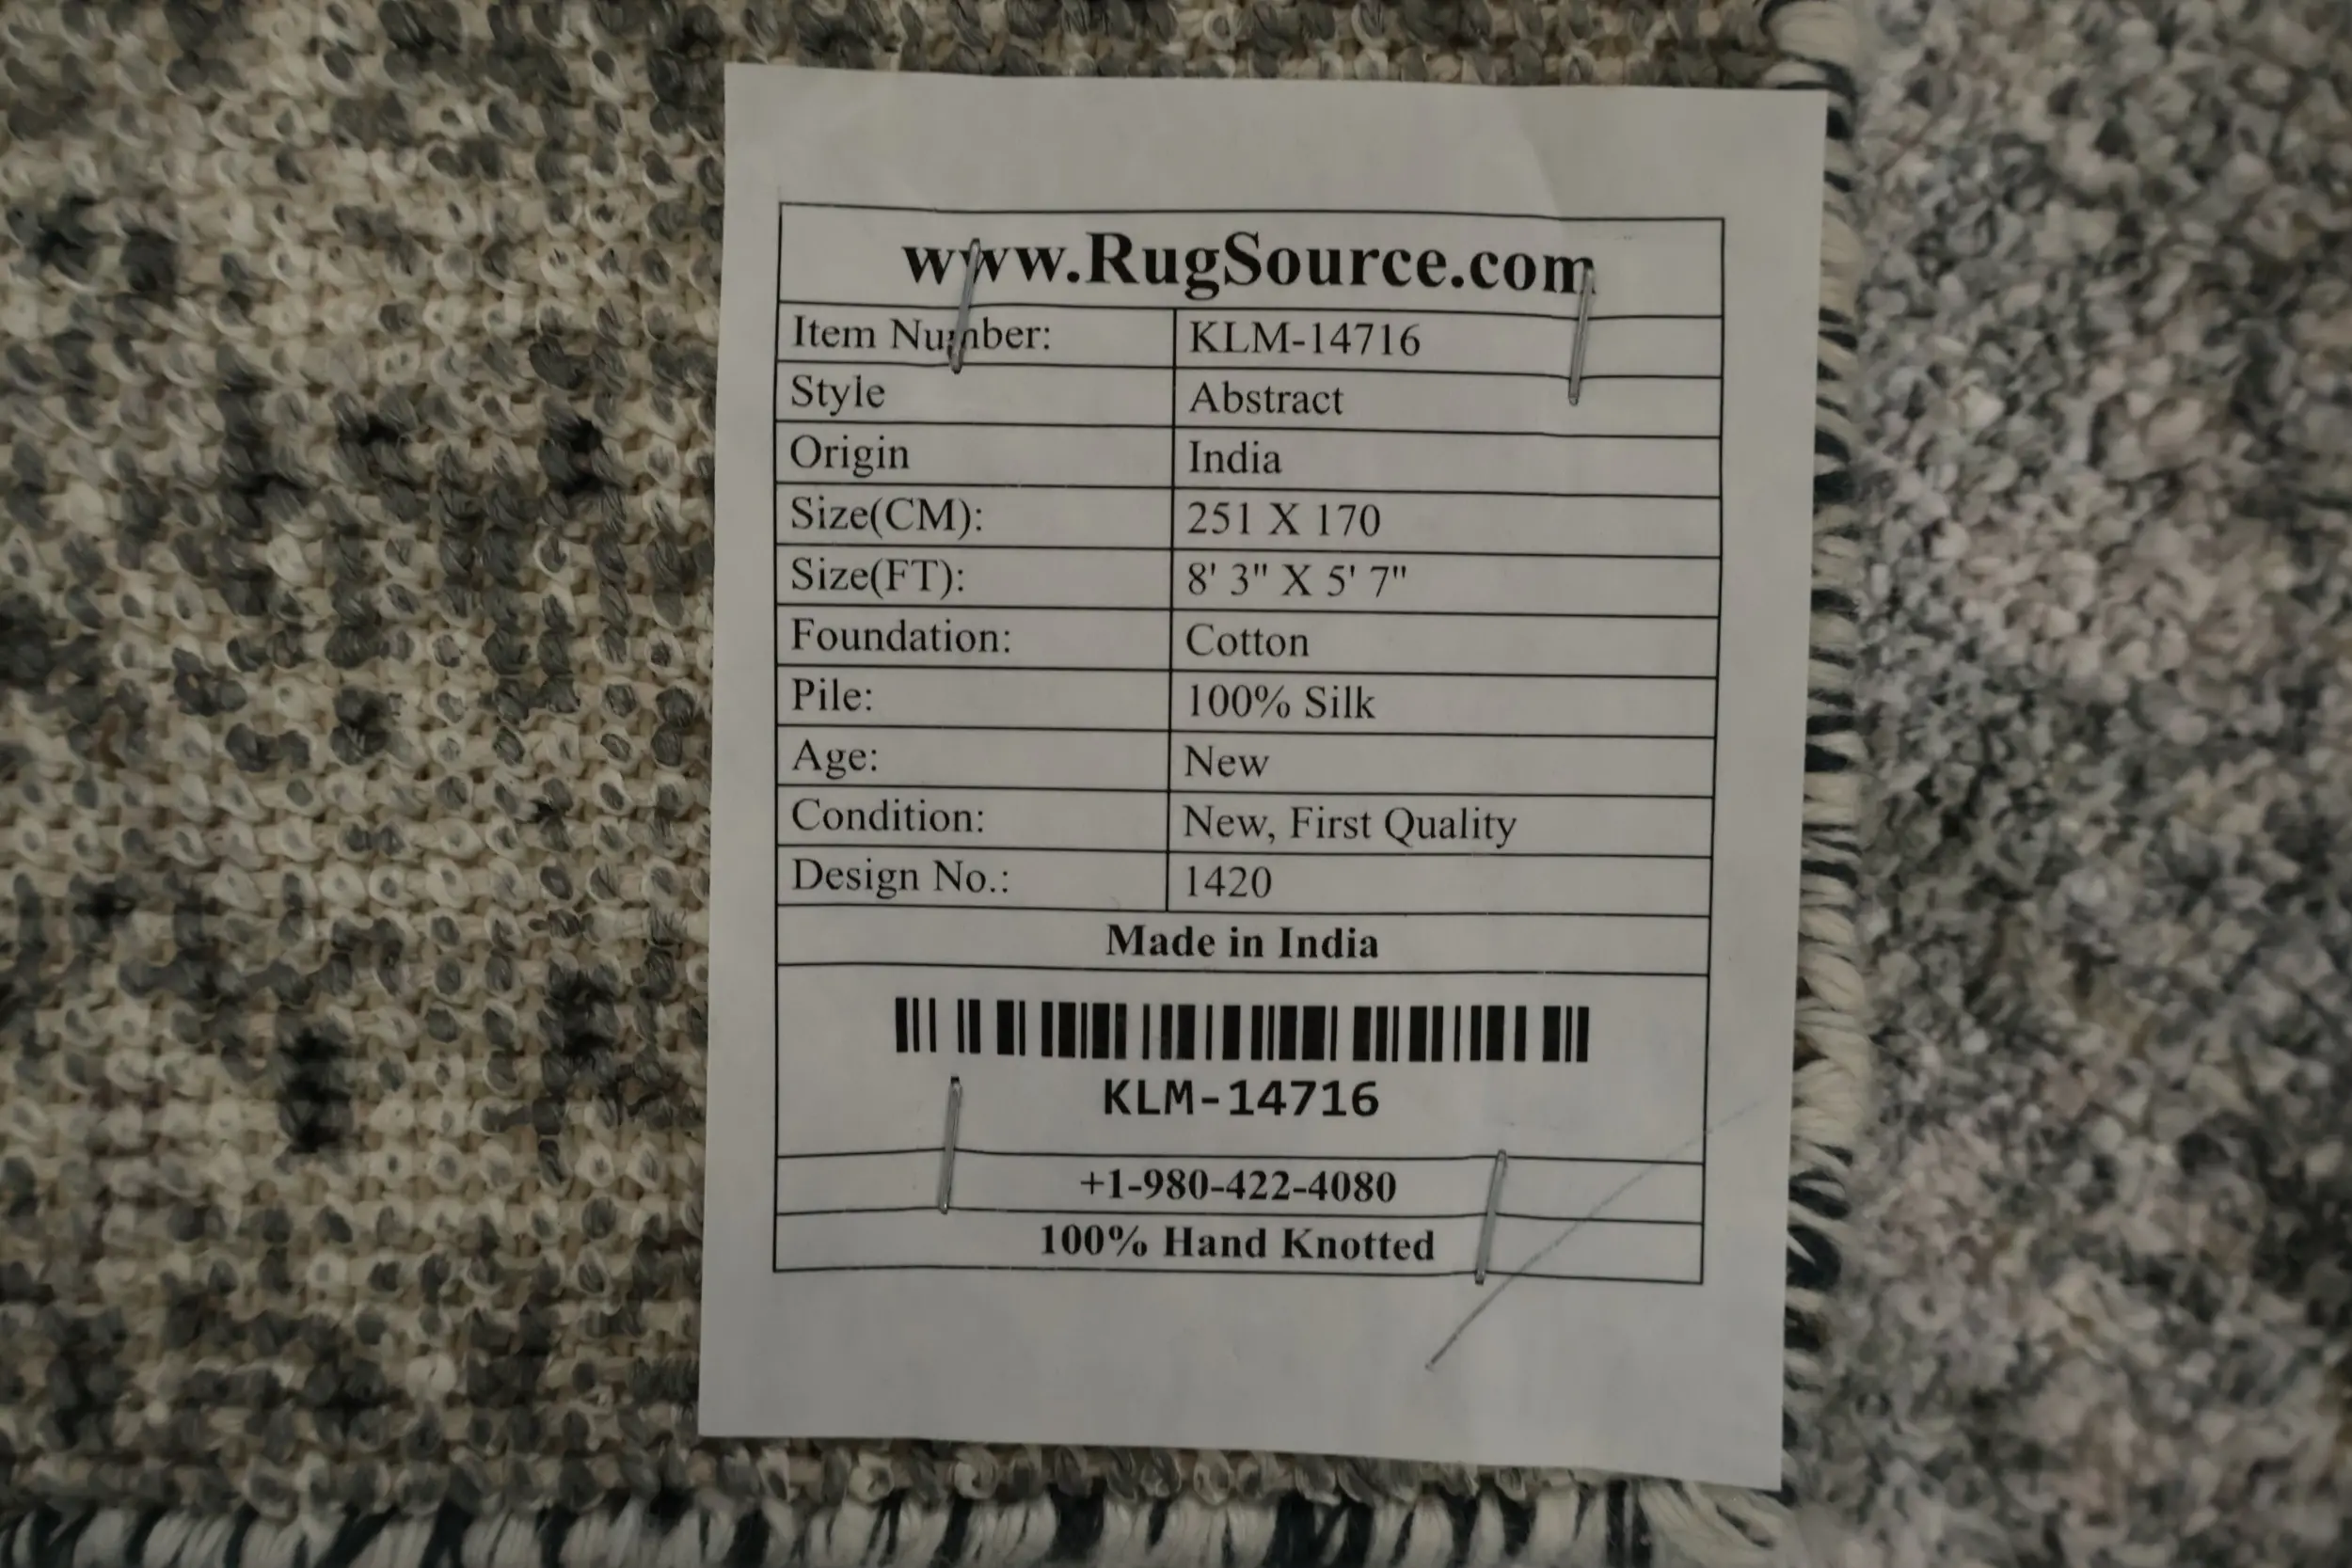 www.RugSource.com
Item Number: KLM-14716
Style Abstract
Origin India
Size(CM): 251 X 170
Size(FT): 8' 3" X 5' 7"
Foundation: Cotton
Pile: 100% Silk
Age: New
Condition: New, First Quality
Design No.: 1420
Made in India
KLM-14716
+1-980-422-4080
100% Hand Knotted